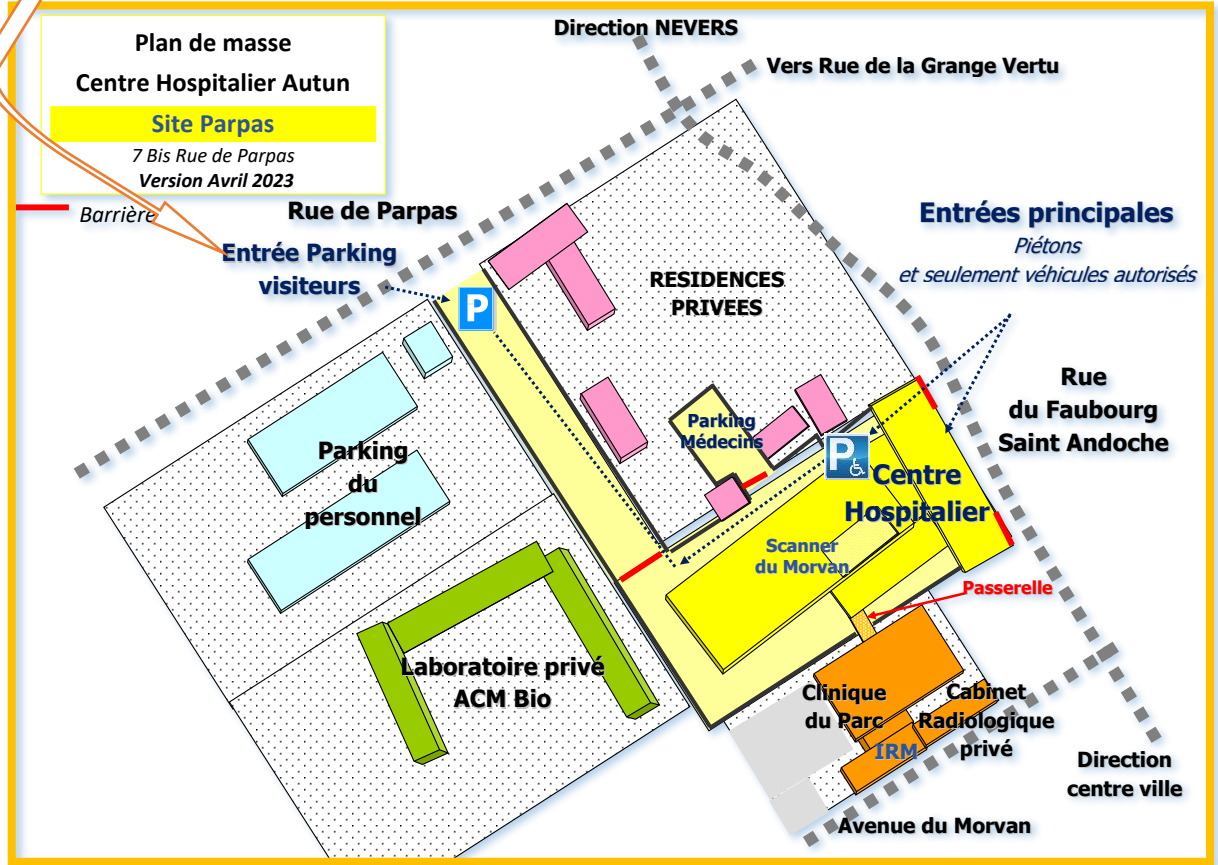 Plan de masse
Centre Hospitalier Autun
Site Parpas
7 Bis Rue de Parpas
Version Avril 2023
Barrière
Direction NEVERS
Vers Rue de la Grange Vertu
Rue de Parpas
Entrée Parking
visiteurs
P
RESIDENCES
PRIVEES
Entrées principales
Piétons
et seulement véhicules autorisés
Rue
du Faubourg
Saint Andoche
Parking
Médecins
P
Parking
du
personnel
Centre
Hospitalier
Scanner
du Morvan
Passerelle
Laboratoire privé
ACM Bio
Clinique
du Parc
Cabinet
Radiologique
privé
IRM
Direction
centre ville
Avenue du Morvan